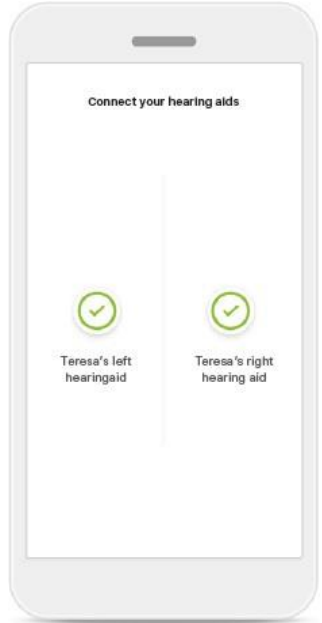 Connect your hearing aids
Teresa's left
hearingaid
Teresa's right
hearing aid